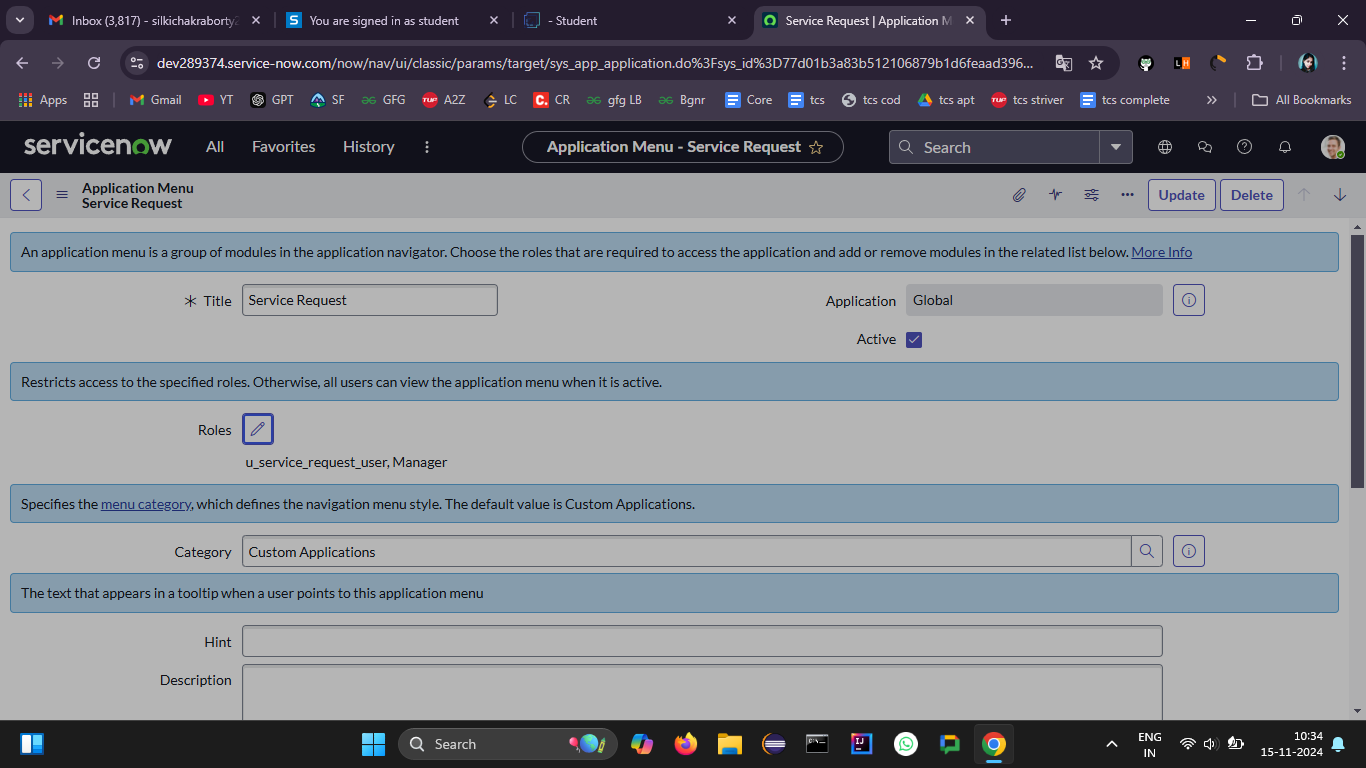 Inbox (3,817) - silkichakraborty2
You are signed in as student
- Student
Service Request | Application M
dev289374.service-now.com/now/nav/ui/classic/params/target/sys_app_application.do%3Fsys_id%3D77d01b3a83b512106879b1d6feaad396...
Apps
Gmail
YT
GPT
SF
GFG
A2Z
LC
CR
gfg LB
Bgnr
Core
tcs
tcs cod
tcs apt
tcs striver
tcs complete
All Bookmarks
servicenow
All
Favorites
History
Application Menu - Service Request
Search
Application Menu
Service Request
Update
Delete
An application menu is a group of modules in the application navigator. Choose the roles that are required to access the application and add or remove modules in the related list below. More Info
Title
Service Request
Application
Global
Active
Restricts access to the specified roles. Otherwise, all users can view the application menu when it is active.
Roles
u_service_request_user, Manager
Specifies the menu category, which defines the navigation menu style. The default value is Custom Applications.
Category
Custom Applications
The text that appears in a tooltip when a user points to this application menu
Hint
Description
Search
ENG
IN
10:34
15-11-2024